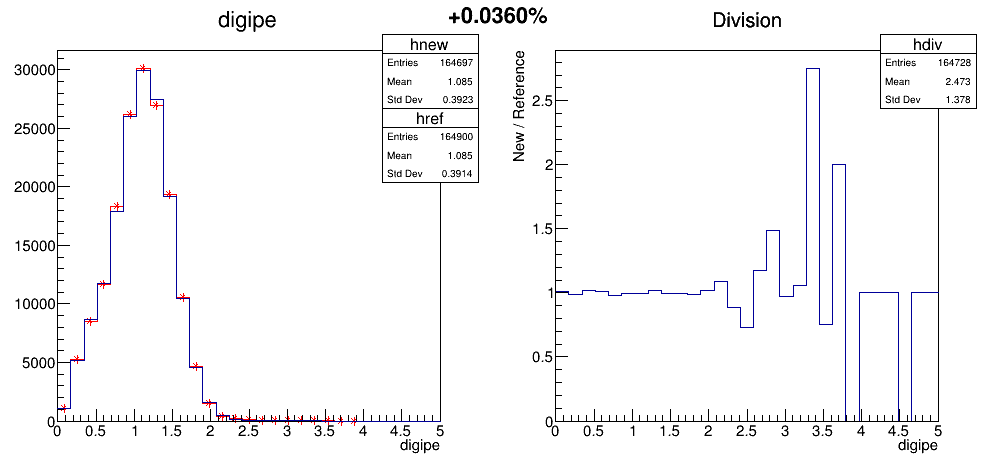 digipe
+0.0360%
Division
hnew
Entries 164697
Mean 1.085
Std Dev 0.3923
href
Entries 164900
Mean 1.085
Std Dev 0.3914
30000
25000
20000
15000
10000
5000
0
0 0.5 1 1.5 2 2.5 3 3.5 4 4.5 5
digipe
hdiv
Entries 164728
Mean 2.473
Std Dev 1.378
New / Reference
2.5
2
1.5
1
0.5
0
0 0.5 1 1.5 2 2.5 3 3.5 4 4.5 5
digipe